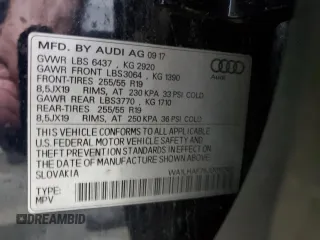 MFD. BY AUDI AG 09-17
GVWR LBS 6437 , KG 2920
GAWR FRONT LBS3064 , KG 1390
FRONT-TIRES 255/55 R19
8,5JX19 RIMS, AT 230 KPA 33 PSI COLD
GAWR REAR LBS3770 , KG 1710
REAR-TIRES 255/55 R19
8,5JX19 RIMS, AT 250 KPA 36 PSI COLD
Audi
THIS VEHICLE CONFORMS TO ALL APPLICABLE
U.S. FEDERAL MOTOR VEHICLE SAFETY
AND THEFT PREVENTION STANDARDS IN EFFECT
ON THE DATE OF MANUFACTURE SHOWN ABOVE
SLOVAKIA
TYPE:
MPV